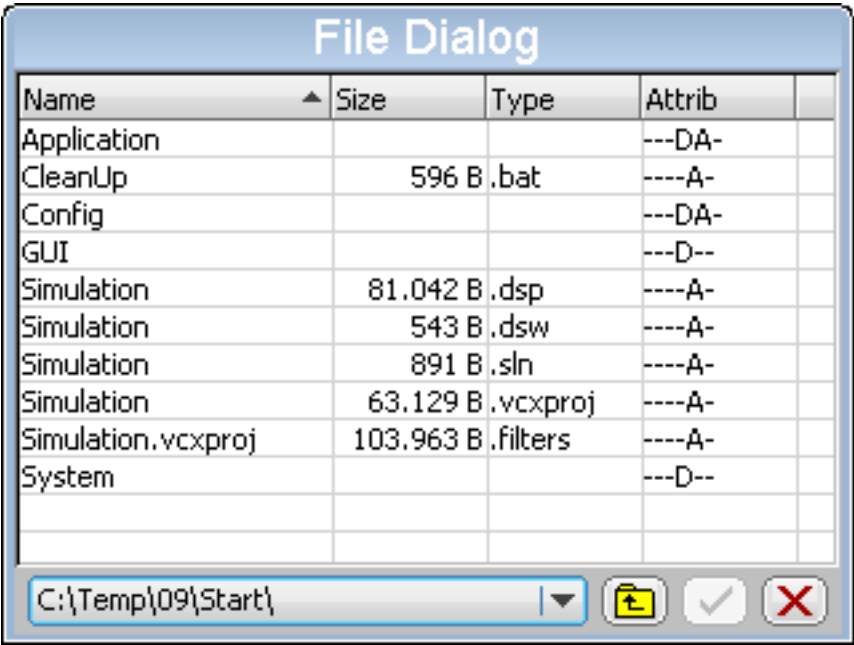 File Dialog
Name Size Type Attrib
Application ---DA-
CleanUp 596 B .bat ----A-
Config ---DA-
GUI ---D--
Simulation 81.042 B .dsp ----A-
Simulation 543 B .dsw ----A-
Simulation 891 B .sln ----A-
Simulation 63.129 B .vcxproj ----A-
Simulation.vcxproj 103.963 B .filters ----A-
System ---D--
C:\Temp\09\Start\